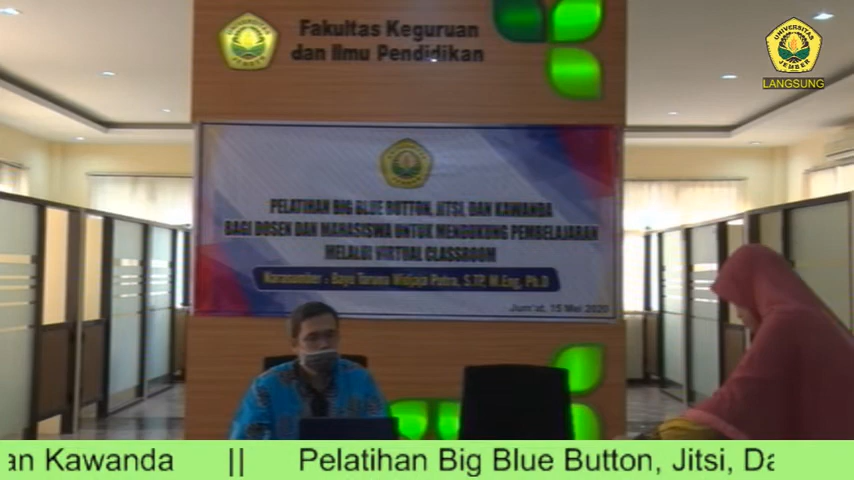 Fakultas Keguruan
dan Ilmu Pendidikan
UNIVERSITAS
JEMBER
LANGSUNG
PELATIHAN BIG BLUE BUTTON, JITSI, DAN KAWANDA
BAGI DOSEN DAN MAHASISWA UNTUK MENDUKUNG PEMBELAJARAN
MELALUI VIRTUAL CLASSROOM
Narasumber : Bayu Taruna Widjaja Putra, S.TP, M.Eng, Ph.D
Jum'at, 15 Mei 2020
an Kawanda || Pelatihan Big Blue Button, Jitsi, Da